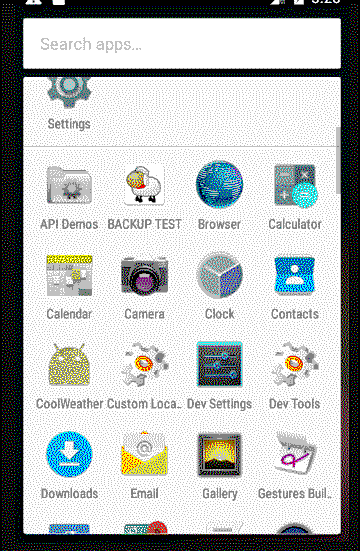 Search apps…
Settings
API Demos BACKUP TEST Browser Calculator
Calendar Camera Clock Contacts
CoolWeather Custom Loca.. Dev Settings Dev Tools
Downloads Email Gallery Gestures Buil..